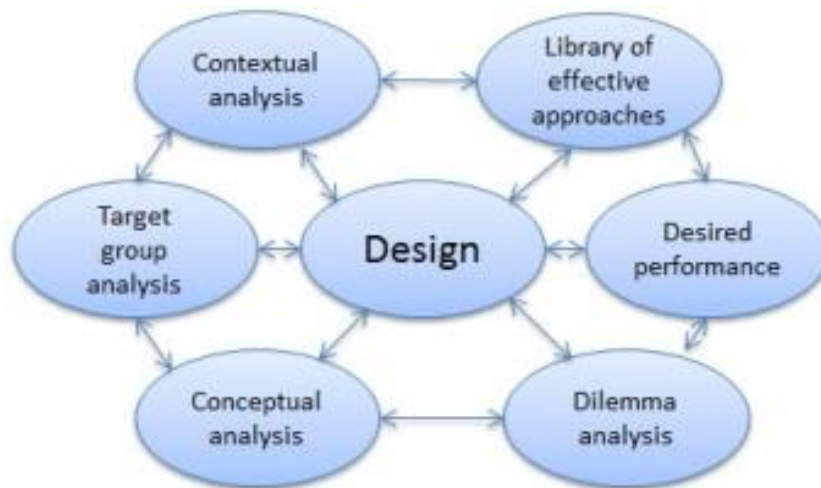 Contextual
analysis
Library of
effective
approaches
Target
group
analysis
Design
Desired
performance
Conceptual
analysis
Dilemma
analysis